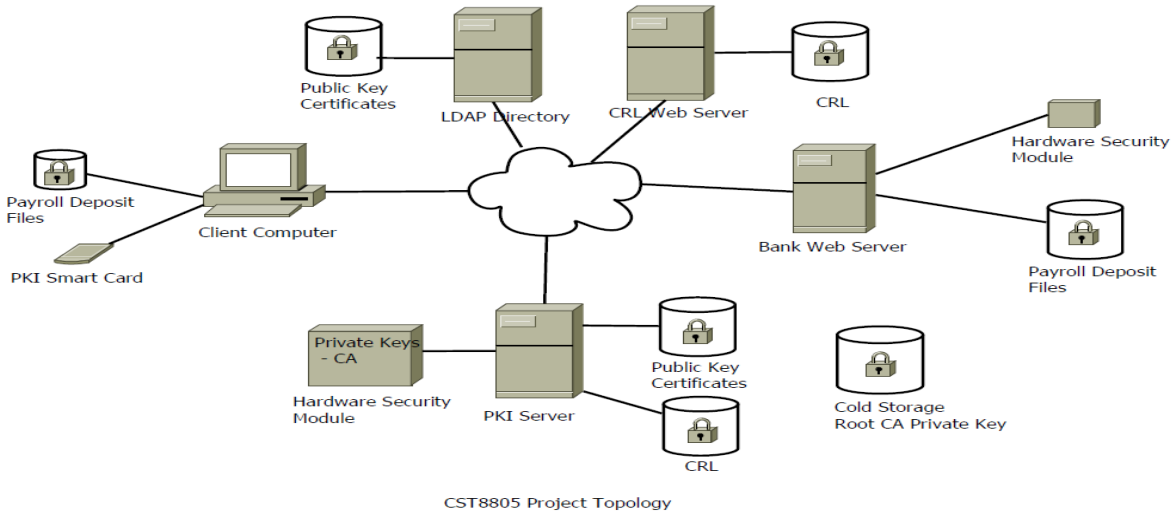 Public Key
Certificates
LDAP Directory
CRL Web Server
CRL
Hardware Security
Module
Payroll Deposit
Files
Client Computer
PKI Smart Card
Bank Web Server
Payroll Deposit
Files
Private Keys
- CA
Hardware Security
Module
PKI Server
Public Key
Certificates
CRL
Cold Storage
Root CA Private Key
CST8805 Project Topology